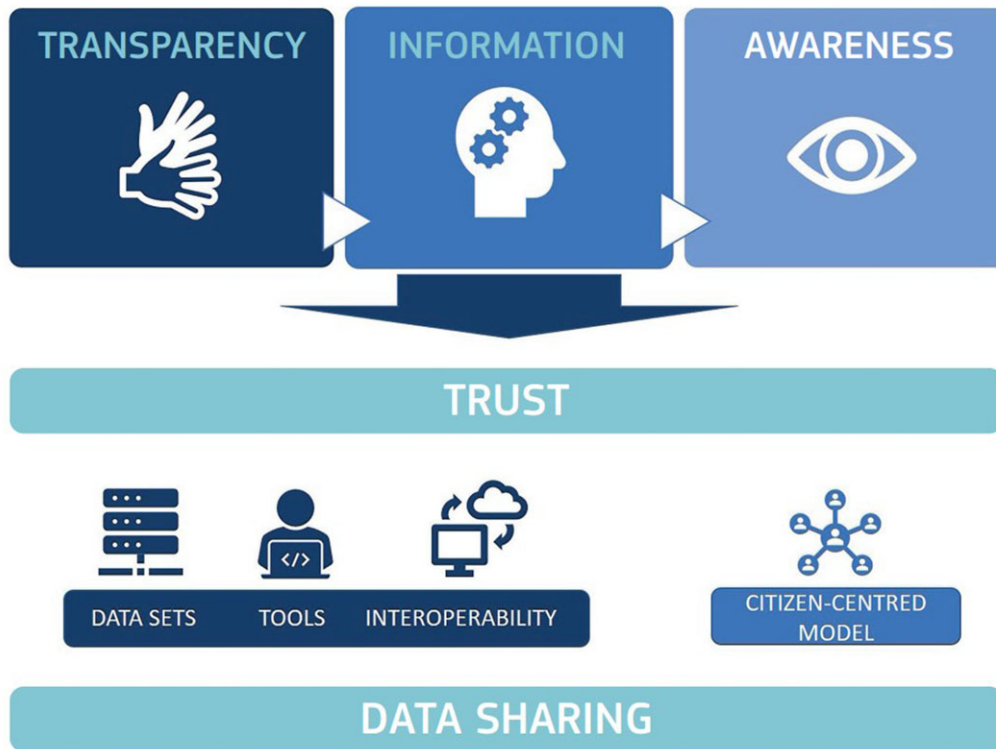 TRANSPARENCY
INFORMATION
AWARENESS
TRUST
</>
DATA SETS
TOOLS
INTEROPERABILITY
CITIZEN-CENTRED
MODEL
DATA SHARING